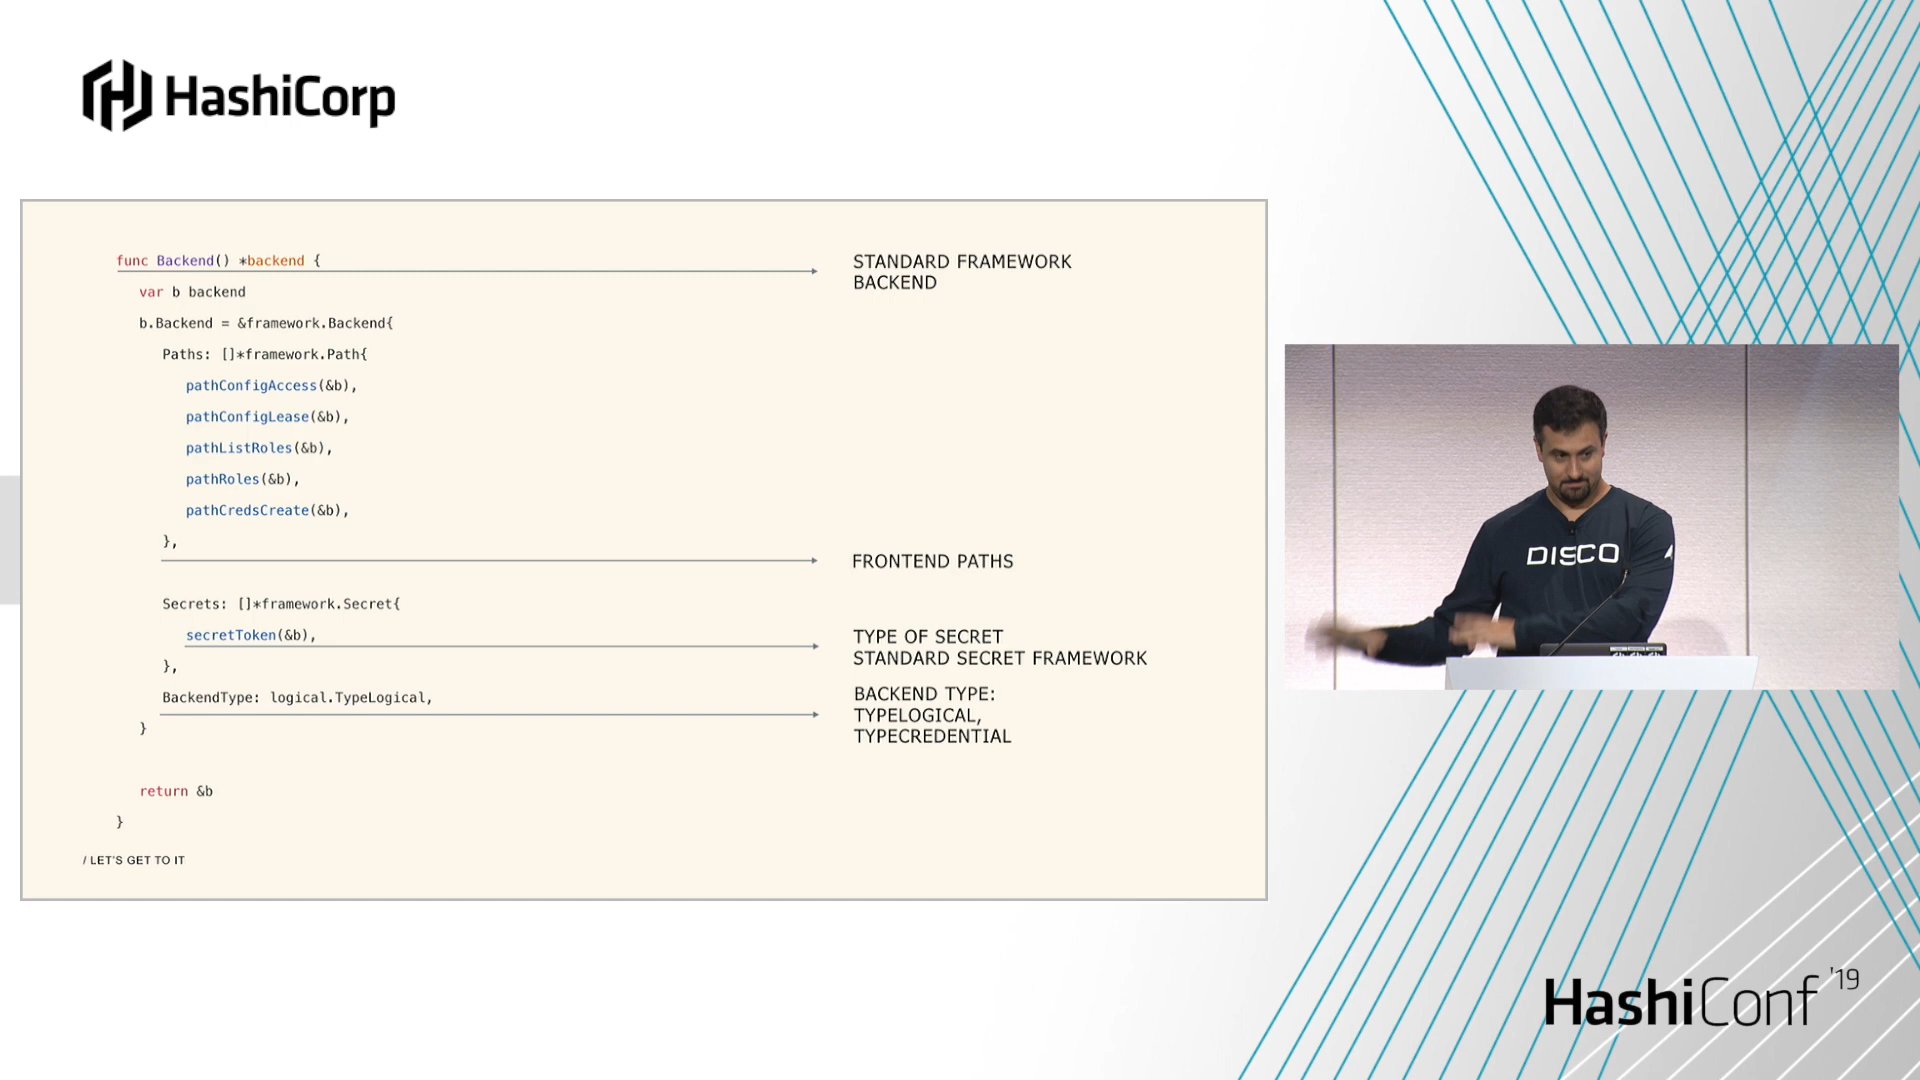 HashiCorp
func Backend() *backend {
var b backend
b.Backend = &framework.Backend{
Paths: []*framework.Path{
pathConfigAccess(&b),
pathConfigLease(&b),
pathListRoles(&b),
pathRoles(&b),
pathCredsCreate(&b),
},
Secrets: []*framework.Secret{
secretToken(&b),
},
BackendType: logical.TypeLogical,
}
return &b
}
STANDARD FRAMEWORK
BACKEND
FRONTEND PATHS
TYPE OF SECRET
STANDARD SECRET FRAMEWORK
BACKEND TYPE:
TYPELOGICAL,
TYPECREDENTIAL
/ LET'S GET TO IT
DISCO
HashiConf '19